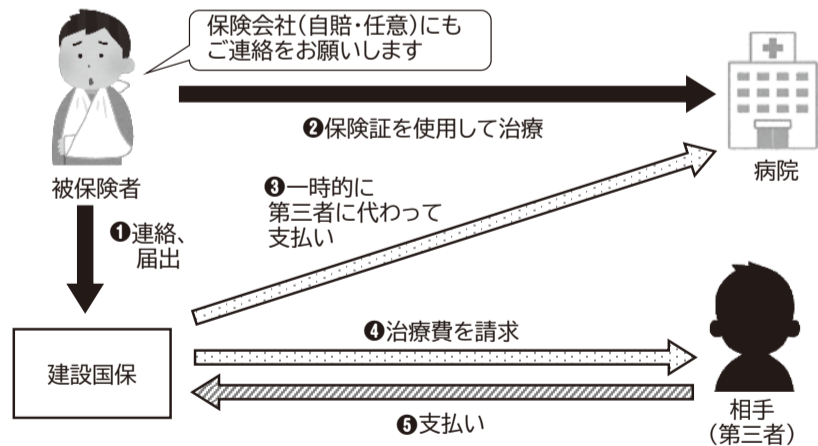 保険会社（自賠・任意）にも
ご連絡をお願いします
❷保険証を使用して治療
病院
被保険者
❸一時的に
第三者に代わって
支払い
❶連絡、
届出
❹治療費を請求
建設国保
❺支払い
相手
（第三者）